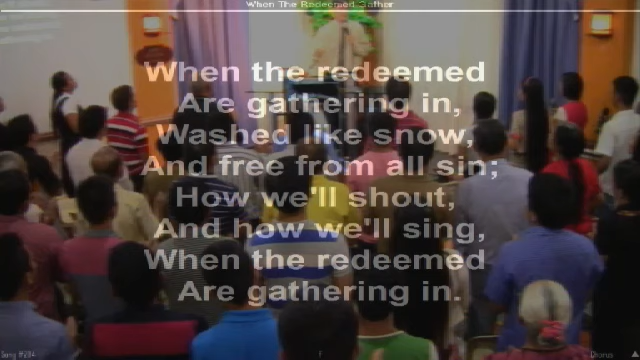 When The Redeemed Gather
When the redeemed
Are gathering in,
Washed like snow,
And free from all sin;
How we'll shout,
And how we'll sing,
When the redeemed
Are gathering in.
Chorus